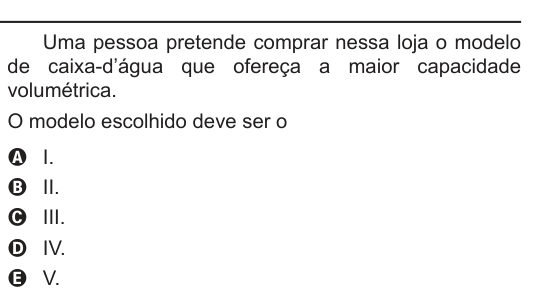 Uma pessoa pretende comprar nessa loja o modelo
de caixa-d’água que ofereça a maior capacidade
volumétrica.
O modelo escolhido deve ser o
A I.
B II.
C III.
D IV.
E V.